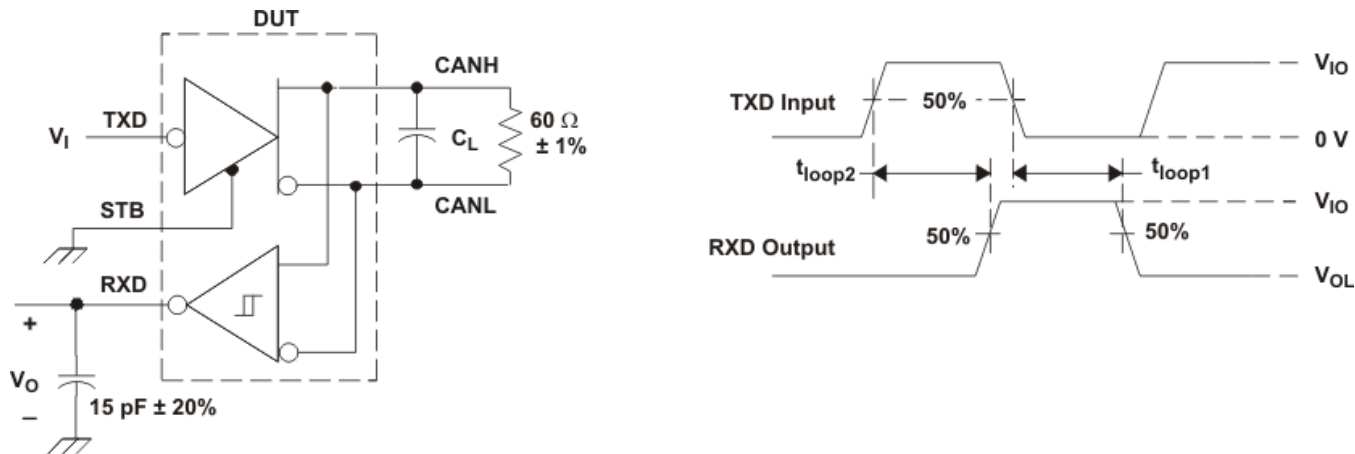 DUT
CANH
TXD
V_I
C_L
60 Ω
± 1%
STB
CANL
RXD
+
V_O
–
15 pF ± 20%
V_IO
TXD Input
50%
0 V
t_loop2
t_loop1
V_IO
RXD Output
50%
50%
V_OL